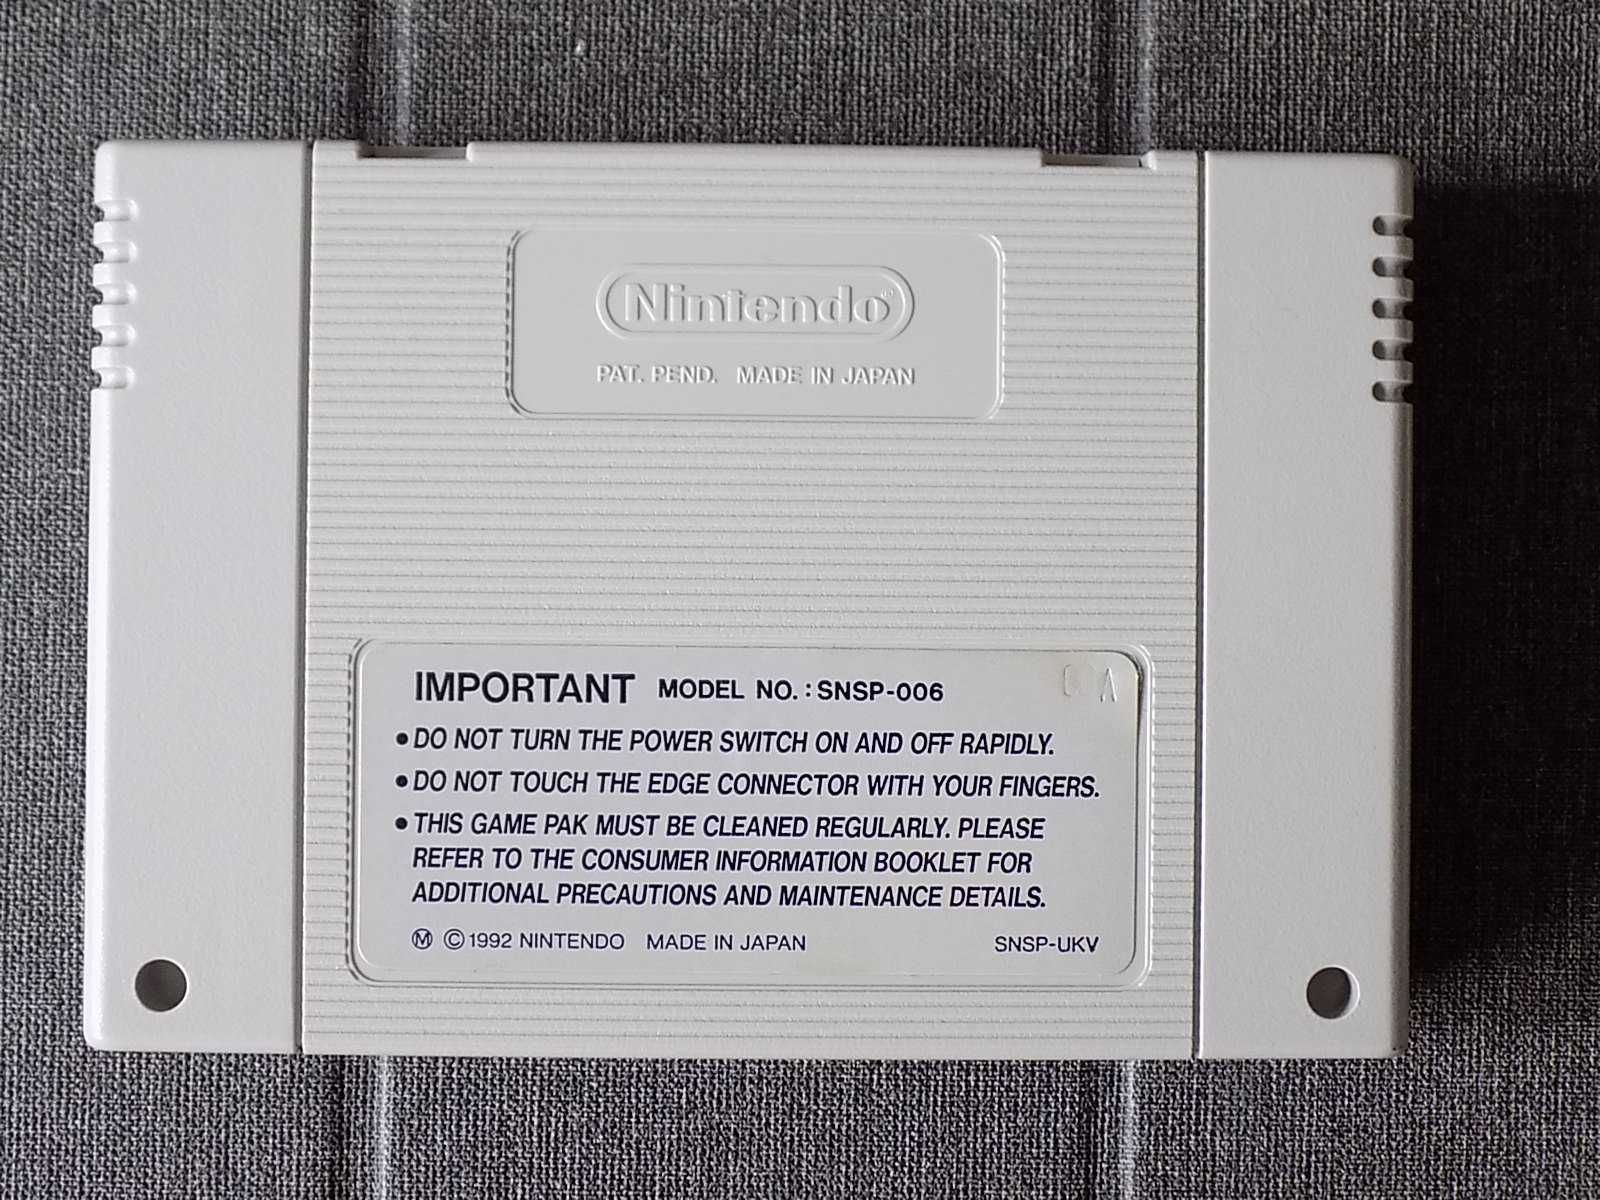 Nintendo®
PAT. PEND. MADE IN JAPAN
IMPORTANT MODEL NO.: SNSP-006
•DO NOT TURN THE POWER SWITCH ON AND OFF RAPIDLY.
•DO NOT TOUCH THE EDGE CONNECTOR WITH YOUR FINGERS.
•THIS GAME PAK MUST BE CLEANED REGULARLY. PLEASE
REFER TO THE CONSUMER INFORMATION BOOKLET FOR
ADDITIONAL PRECAUTIONS AND MAINTENANCE DETAILS.
Ⓜ © 1992 NINTENDO MADE IN JAPAN SNSP-UKV